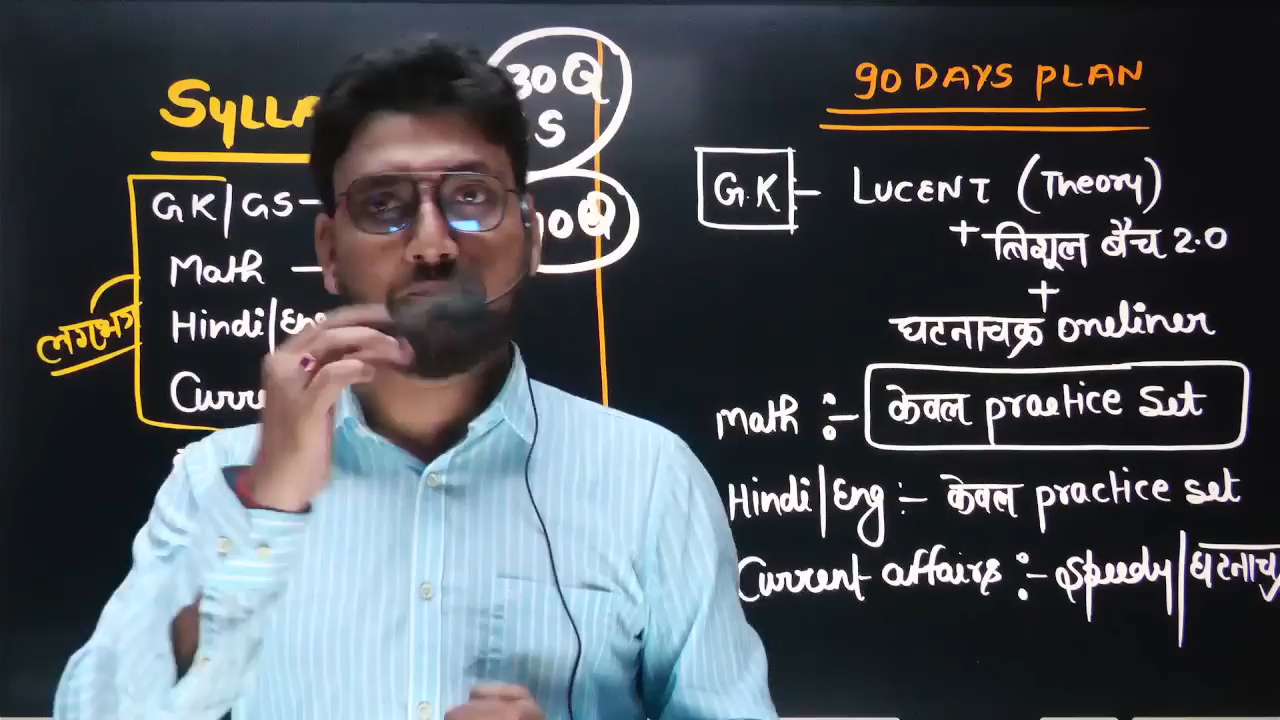 SYLLA
30Q
S
GK/GS-
Math -
Hindi/Eng
Curre
लगभग
90 DAYS PLAN
G.K - LUCENT (Theory)
+ त्रिशूल बैच 2.0
+
घटनाचक्र oneliner
Math :- केवल practice set
Hindi/Eng :- केवल practice set
Current affairs :- Speedy/घटनाच